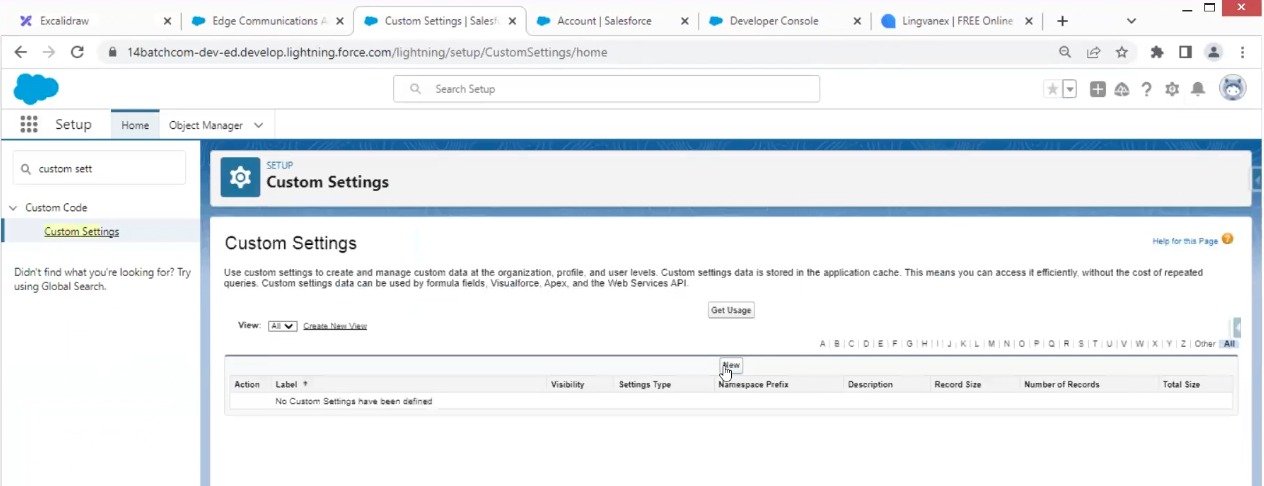 Excalidraw
Edge Communications A
Custom Settings | Salesf
Account | Salesforce
Developer Console
Lingvanex | FREE Online
14batchcom-dev-ed.develop.lightning.force.com/lightning/setup/CustomSettings/home
Search Setup
Setup
Home
Object Manager
custom sett
Custom Code
Custom Settings
Didn't find what you're looking for? Try
using Global Search.
SETUP
Custom Settings
Custom Settings
Help for this Page
Use custom settings to create and manage custom data at the organization, profile, and user levels. Custom settings data is stored in the application cache. This means you can access it efficiently, without the cost of repeated
queries. Custom settings data can be used by formula fields, Visualforce, Apex, and the Web Services API.
Get Usage
View: All Create New View
A | B | C | D | E | F | G | H | I | J | K | L | M | N | O | P | Q | R | S | T | U | V | W | X | Y | Z | Other All
New
Action Label Visibility Settings Type Namespace Prefix Description Record Size Number of Records Total Size
No Custom Settings have been defined